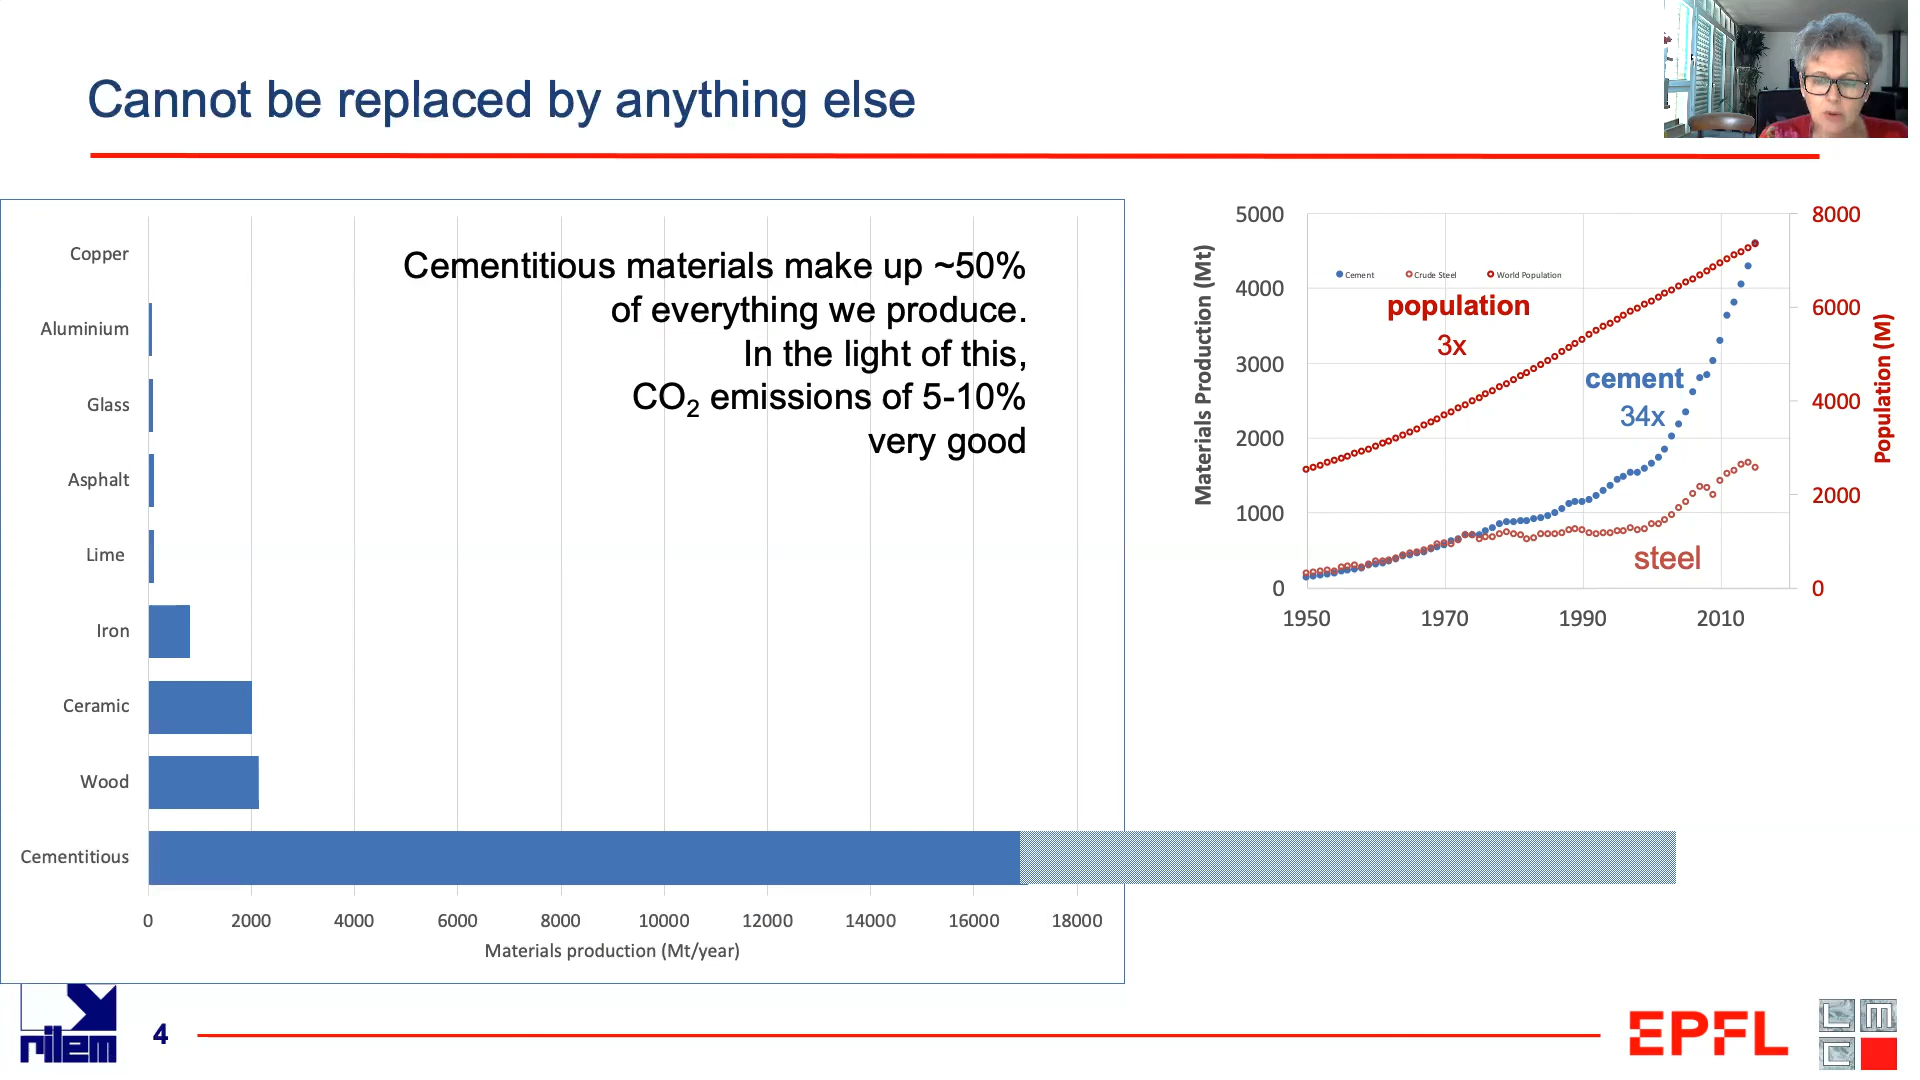 Cannot be replaced by anything else
Copper
Aluminium
Glass
Asphalt
Lime
Iron
Ceramic
Wood
Cementitious
0 2000 4000 6000 8000 10000 12000 14000 16000 18000
Materials production (Mt/year)
Cementitious materials make up ~50%
of everything we produce.
In the light of this,
CO₂ emissions of 5-10%
very good
Materials Production (Mt)
5000
4000
3000
2000
1000
0
Cement Crude Steel World Population
population
3x
cement
34x
steel
1950 1970 1990 2010
8000
6000
4000
2000
0
Population (M)
rilem
4
EPFL
L M
C